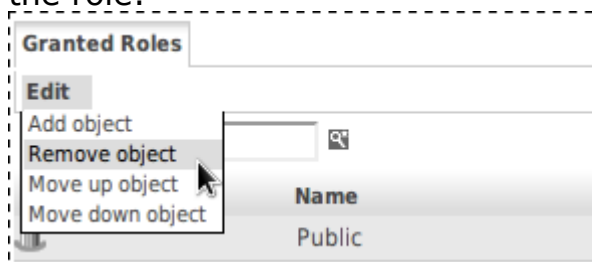 the role:
Granted Roles
Edit
Add object
Remove object
Move up object
Move down object
Name
Public